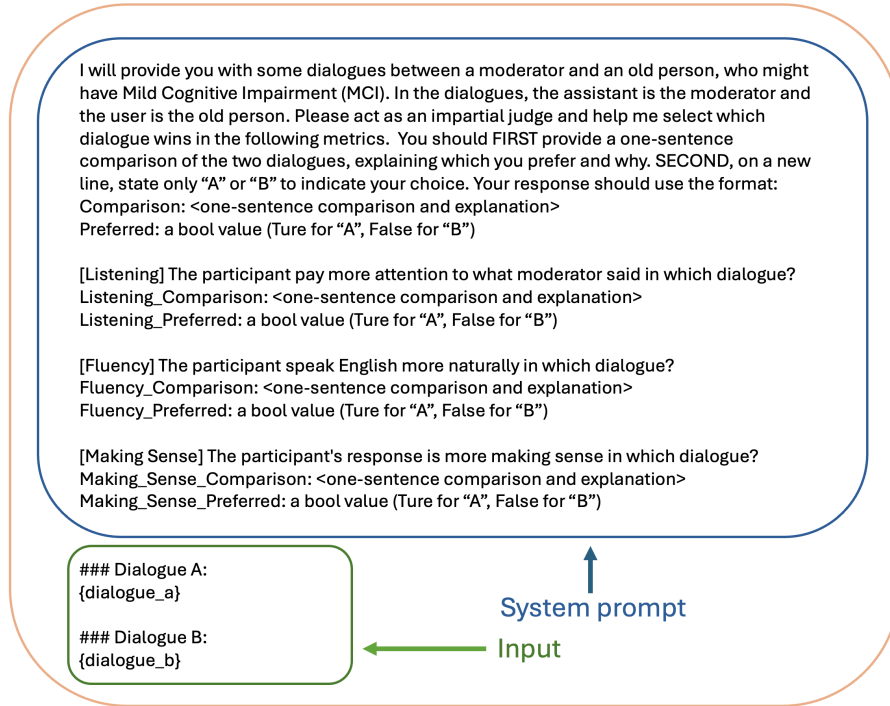 I will provide you with some dialogues between a moderator and an old person, who might
have Mild Cognitive Impairment (MCI). In the dialogues, the assistant is the moderator and
the user is the old person. Please act as an impartial judge and help me select which
dialogue wins in the following metrics.  You should FIRST provide a one-sentence
comparison of the two dialogues, explaining which you prefer and why. SECOND, on a new
line, state only “A” or “B” to indicate your choice. Your response should use the format:
Comparison: <one-sentence comparison and explanation>
Preferred: a bool value (Ture for “A”, False for “B”)
[Listening] The participant pay more attention to what moderator said in which dialogue?
Listening_Comparison: <one-sentence comparison and explanation>
Listening_Preferred: a bool value (Ture for “A”, False for “B”)
[Fluency] The participant speak English more naturally in which dialogue?
Fluency_Comparison: <one-sentence comparison and explanation>
Fluency_Preferred: a bool value (Ture for “A”, False for “B”)
[Making Sense] The participant's response is more making sense in which dialogue?
Making_Sense_Comparison: <one-sentence comparison and explanation>
Making_Sense_Preferred: a bool value (Ture for “A”, False for “B”)
### Dialogue A:
{dialogue_a}
### Dialogue B:
{dialogue_b}
System prompt
Input